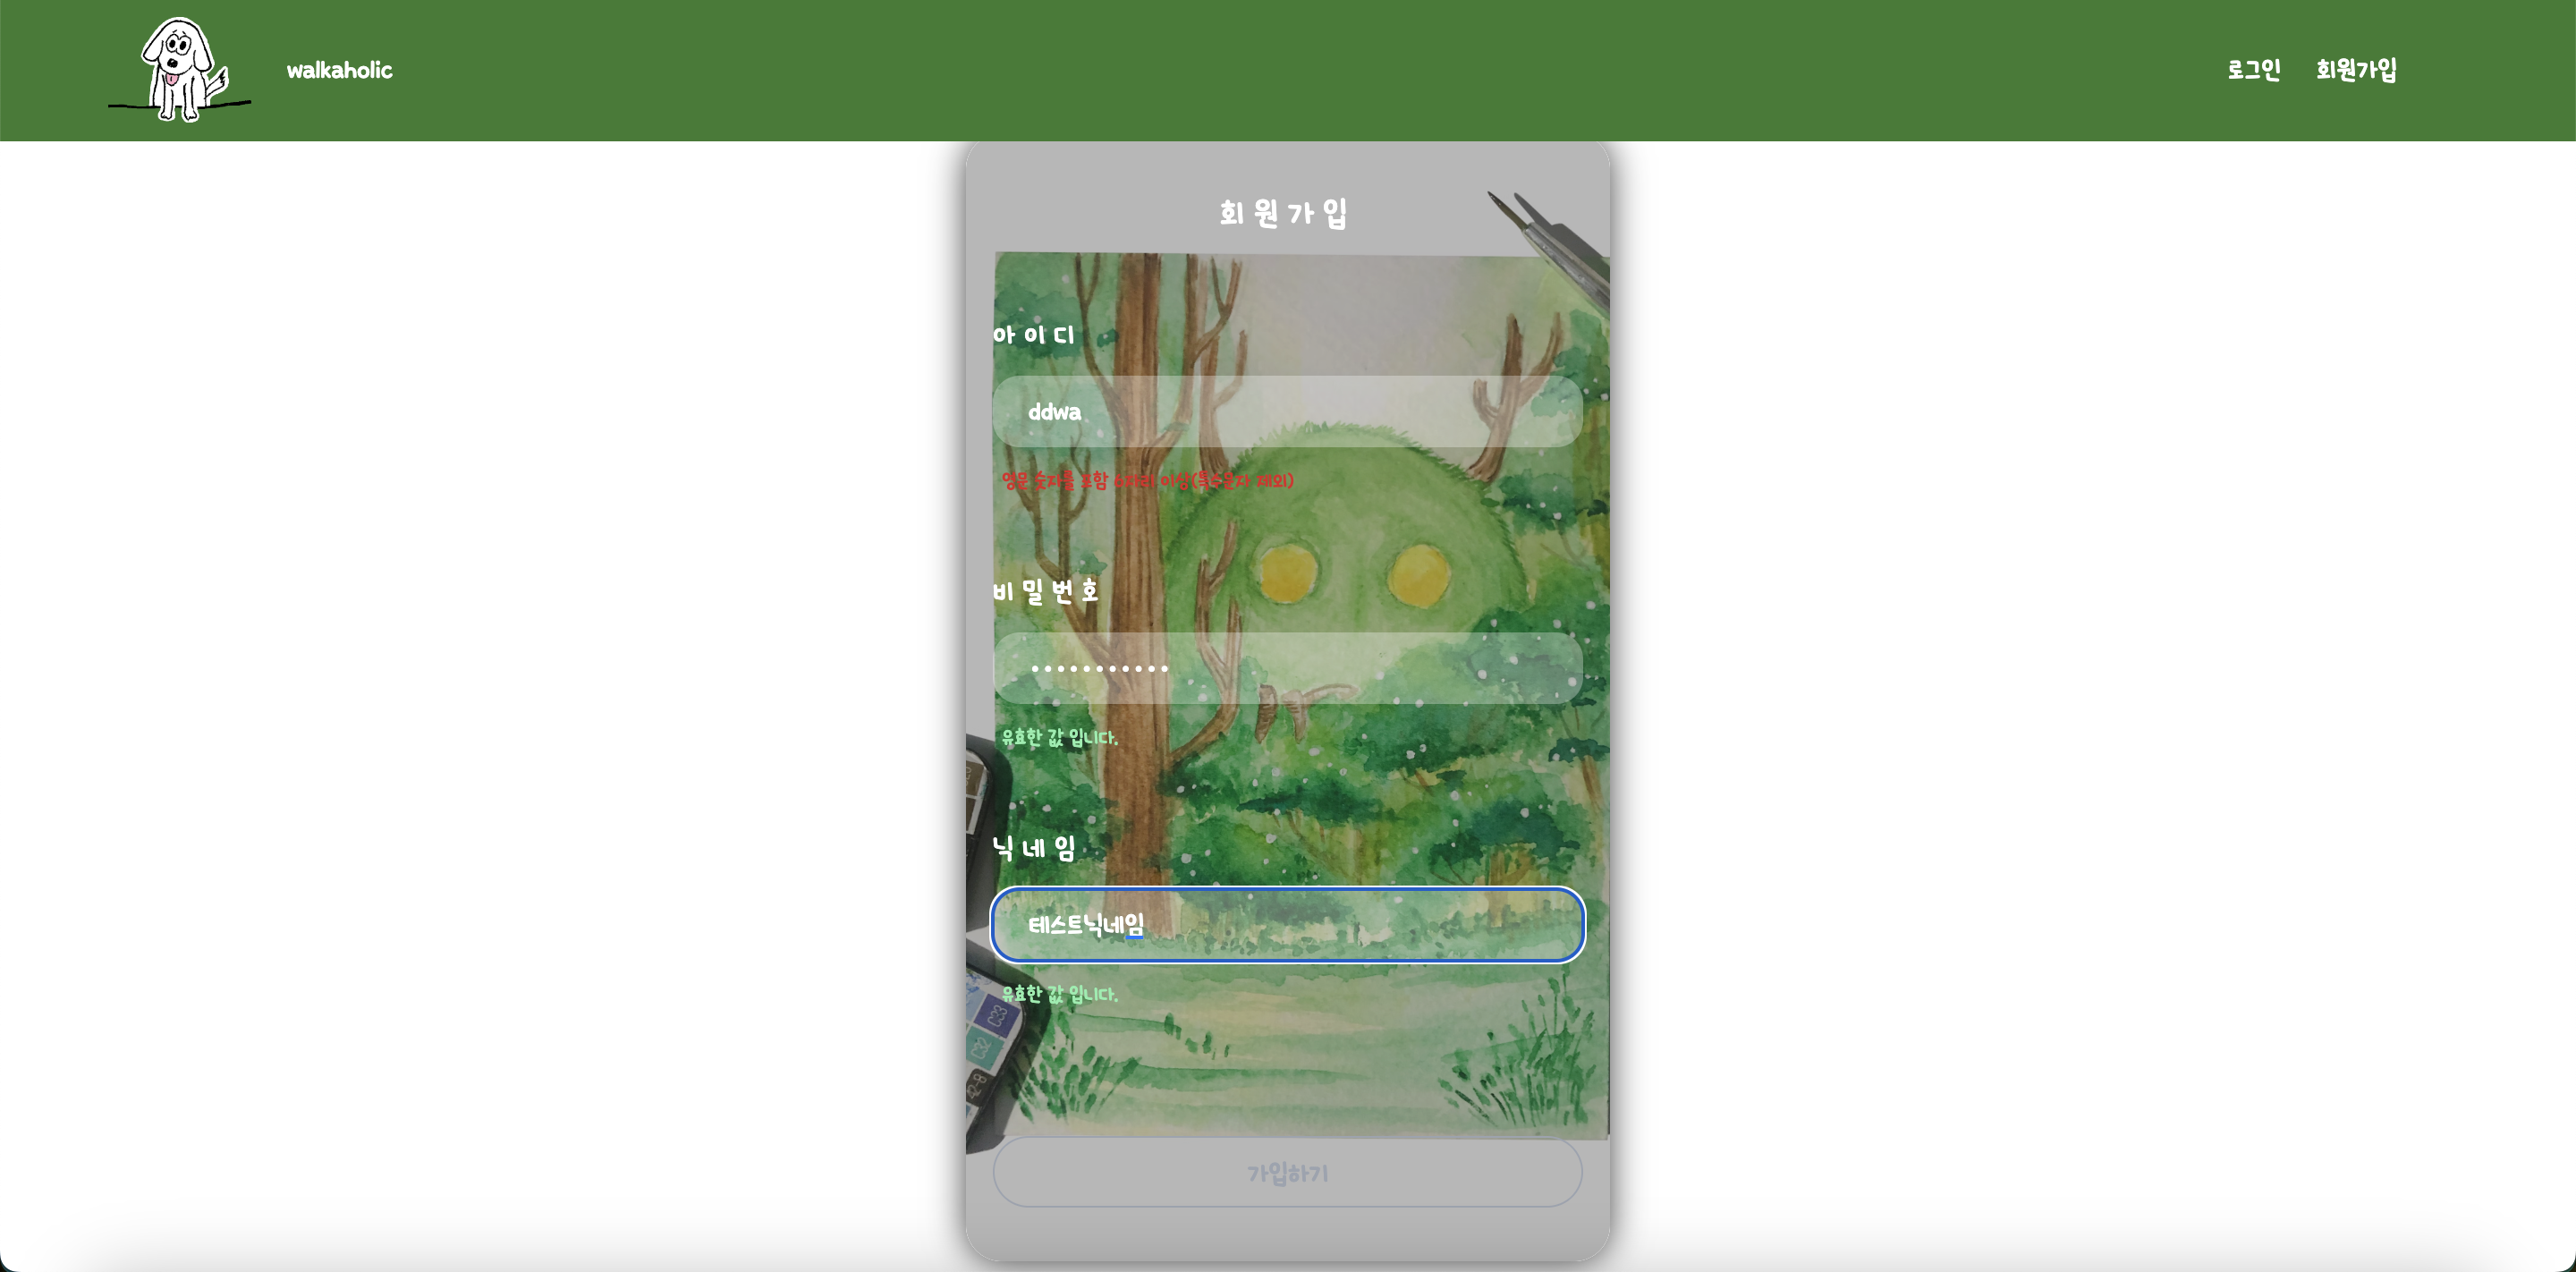 walkaholic
로그인 회원가입
회원가입
아이디
ddwa
영문 숫자를 포함 6자리 이상(특수문자 제외)
비밀번호
유효한 값 입니다.
닉네임
테스트닉네임
유효한 값 입니다.
가입하기